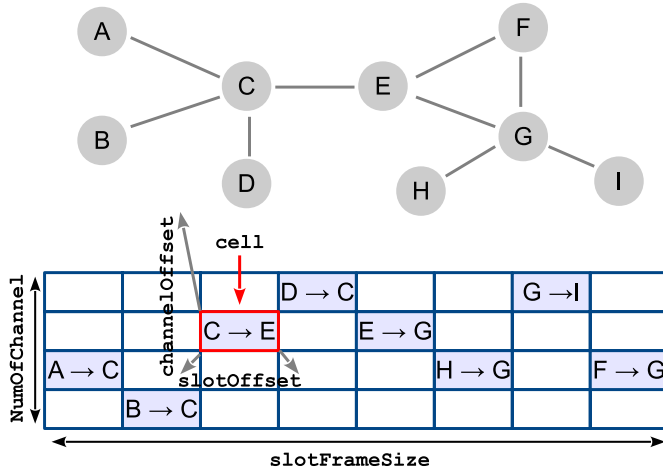 A
F
C
E
B
G
D
H
I
cell
channelOffset
NumOfChannel
D → C
G →I
C → E
E → G
A → C
slotOffset
H → G
F → G
B → C
slotFrameSize